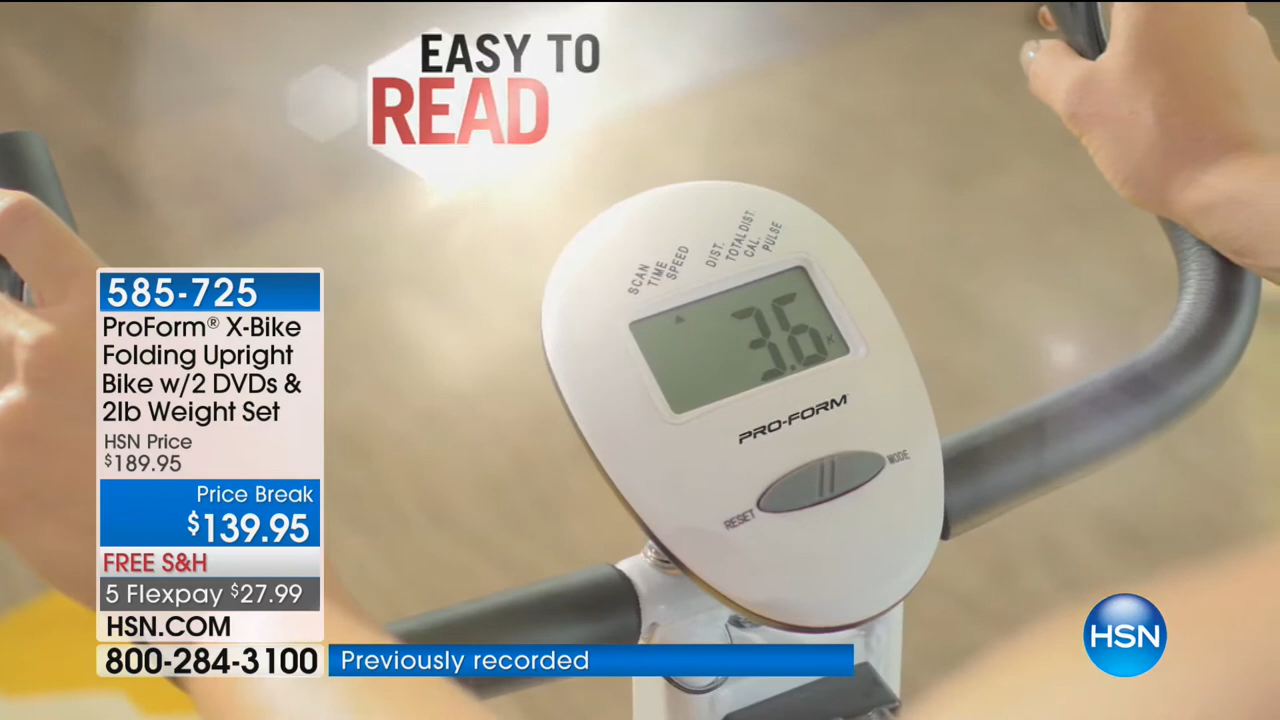 EASY TO
READ
SCAN
TIME
SPEED
DIST.
TOTAL DIST.
CAL.
PULSE
3.6
K
PRO-FORM
RESET
MODE
585-725
ProForm® X-Bike
Folding Upright
Bike w/2 DVDs &
2lb Weight Set
HSN Price
$189.95
Price Break
$139.95
FREE S&H
5 Flexpay $27.99
HSN.COM
800-284-3100
Previously recorded
HSN